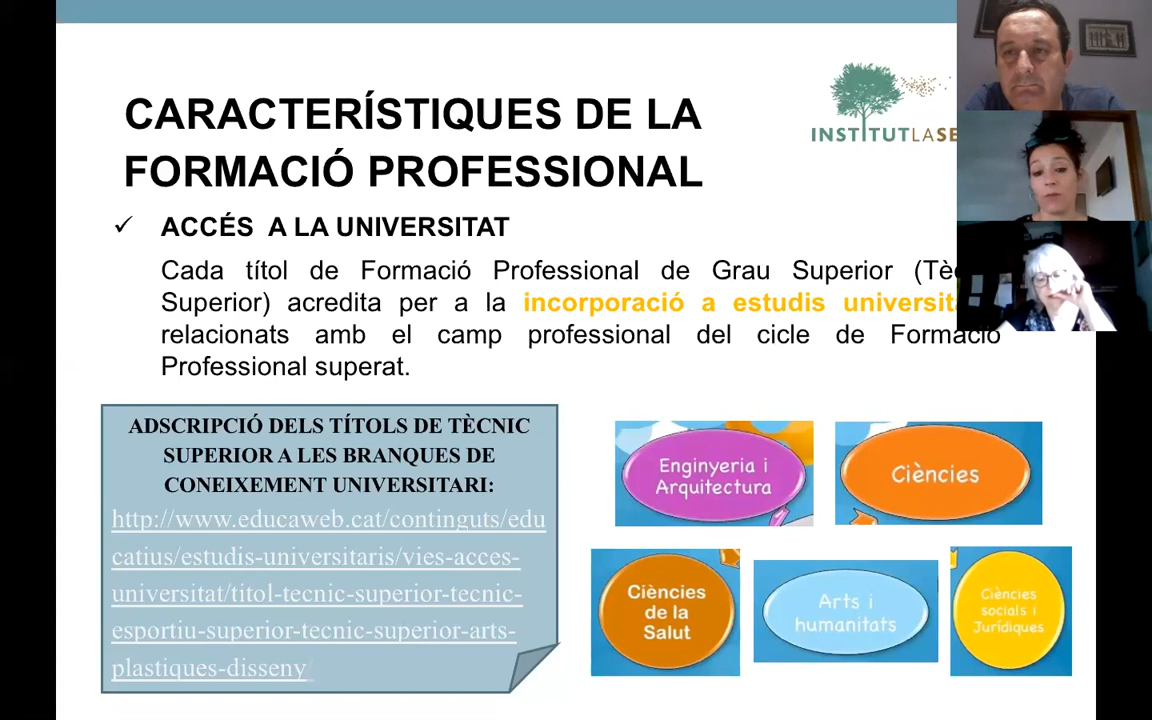 CARACTERÍSTIQUES DE LA
FORMACIÓ PROFESSIONAL
INSTITUTLASE
✓ ACCÉS A LA UNIVERSITAT
Cada títol de Formació Professional de Grau Superior
Superior) acredita per a la incorporació a estudis
relacionats amb el camp professional del cicle de Formació
Professional superat.
ADSCRIPCIÓ DELS TÍTOLS DE TÈCNIC
SUPERIOR A LES BRANQUES DE
CONEIXEMENT UNIVERSITARI:
http://www.educaweb.cat/continguts/edu
catius/estudis-universitaris/vies-acces-
universitat/titol-tecnic-superior-tecnic-
esportiu-superior-tecnic-superior-arts-
plastiques-disseny/
Enginyeria i
Arquitectura
Ciències
Ciències
de la
Salut
Arts i
humanitats
Ciències
socials i
Jurídiques